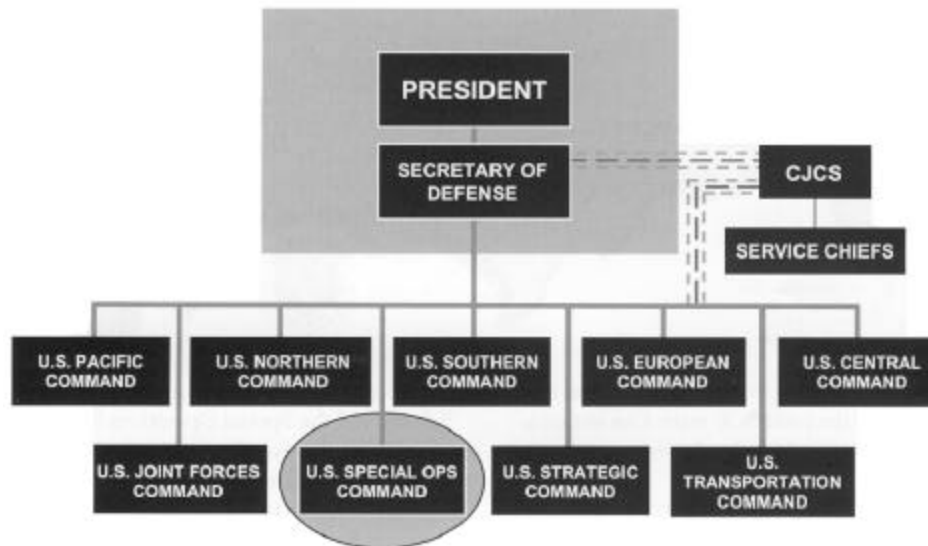 PRESIDENT
SECRETARY OF
DEFENSE
CJCS
SERVICE CHIEFS
U.S. PACIFIC
COMMAND
U.S. NORTHERN
COMMAND
U.S. SOUTHERN
COMMAND
U.S. EUROPEAN
COMMAND
U.S. CENTRAL
COMMAND
U.S. JOINT FORCES
COMMAND
U.S. SPECIAL OPS
COMMAND
U.S. STRATEGIC
COMMAND
U.S.
TRANSPORTATION
COMMAND